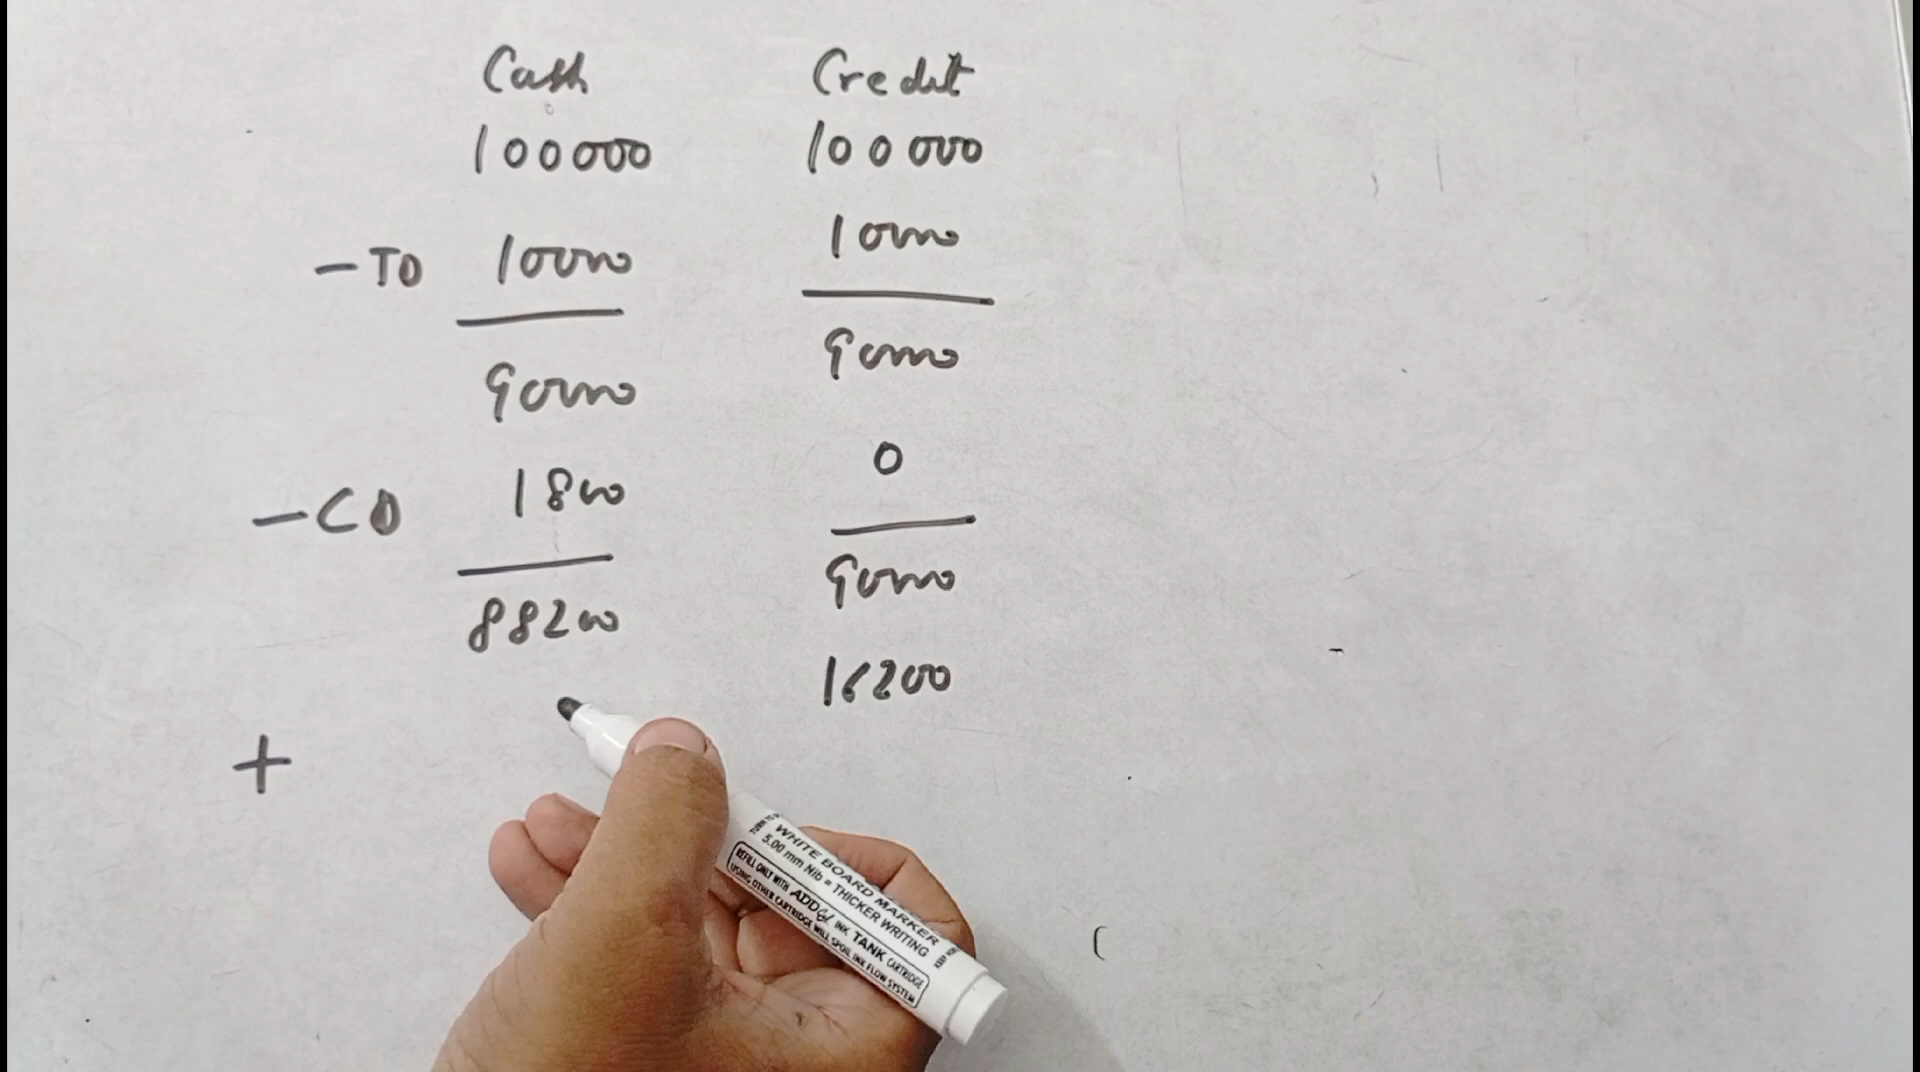 Cash Credit
100000 100000
- TD 10000 10000
90000 90000
- CD 1800 0
88200 90000
16200
+
WHITE BOARD MARKER
5.00 mm Nib = THICKER WRITING
REFILL ONLY WITH ADD Gel INK TANK CARTRIDGE
USING OTHER CARTRIDGE WILL SPOIL INK FLOW SYSTEM